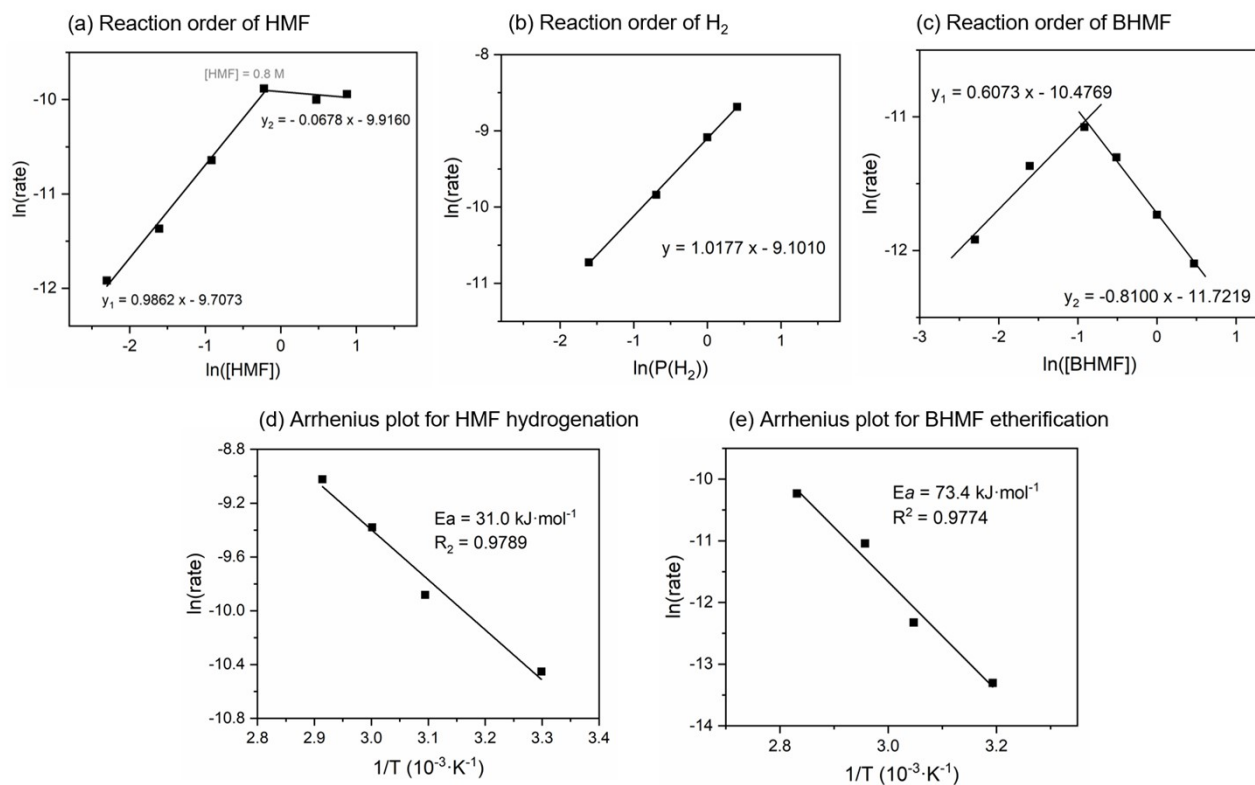 (a) Reaction order of HMF
(b) Reaction order of H₂
(c) Reaction order of BHMF
-9
-10
-11
-12
ln(rate)
[HMF] = 0.8 M
y₂ = - 0.0678 x - 9.9160
y₁ = 0.9862 x - 9.7073
-2
-1
0
1
ln([HMF])
-8
-9
-10
-11
ln(rate)
y = 1.0177 x - 9.1010
-2
-1
0
1
ln(P(H₂))
-11
-12
ln(rate)
y₁ = 0.6073 x - 10.4769
y₂ = -0.8100 x - 11.7219
-3
-2
-1
0
1
ln([BHMF])
(d) Arrhenius plot for HMF hydrogenation
(e) Arrhenius plot for BHMF etherification
-8.8
-9.2
-9.6
-10.0
-10.4
-10.8
ln(rate)
Ea = 31.0 kJ·mol⁻¹
R₂ = 0.9789
2.8
2.9
3.0
3.1
3.2
3.3
3.4
1/T (10⁻³·K⁻¹)
-10
-11
-12
-13
-14
ln(rate)
Ea = 73.4 kJ·mol⁻¹
R² = 0.9774
2.8
3.0
3.2
1/T (10⁻³·K⁻¹)